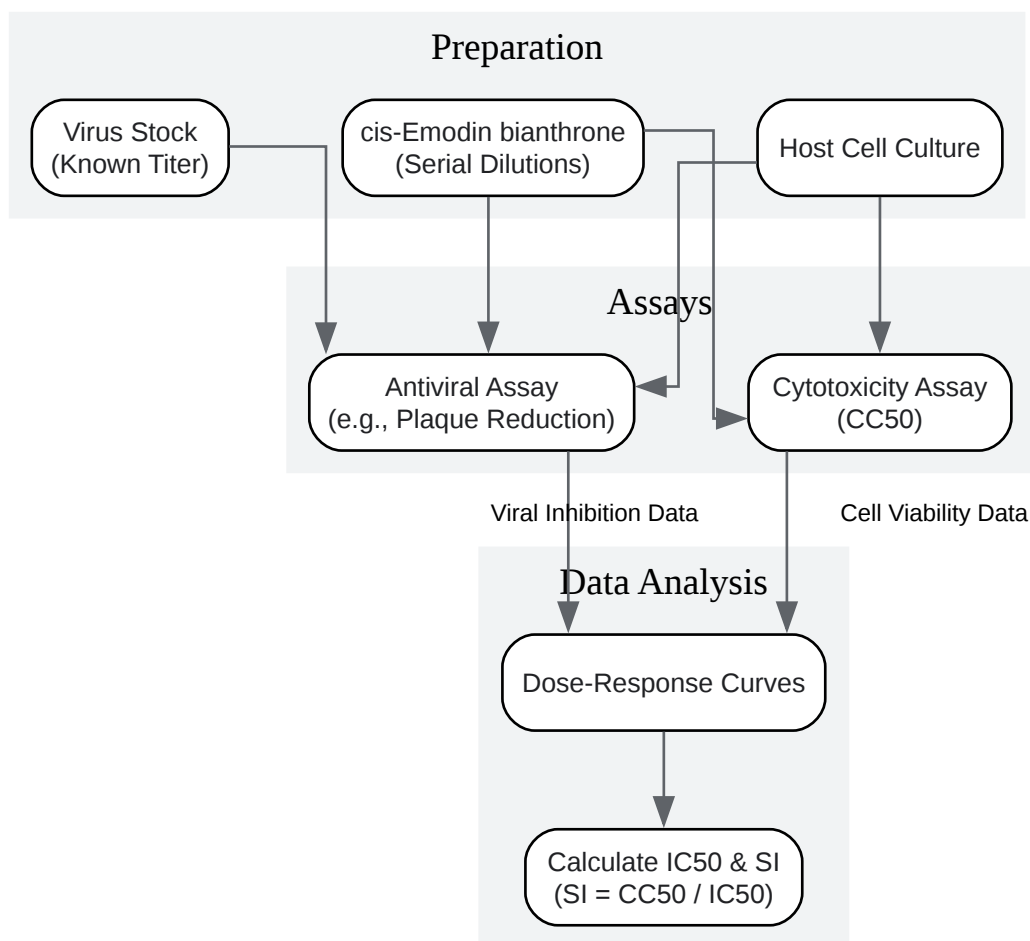 Preparation
Virus Stock
(Known Titer)
cis-Emodin bianthrone
(Serial Dilutions)
Host Cell Culture
Assays
Antiviral Assay
(e.g., Plaque Reduction)
Cytotoxicity Assay
(CC50)
Viral Inhibition Data
Cell Viability Data
Data Analysis
Dose-Response Curves
Calculate IC50 & SI
(SI = CC50 / IC50)